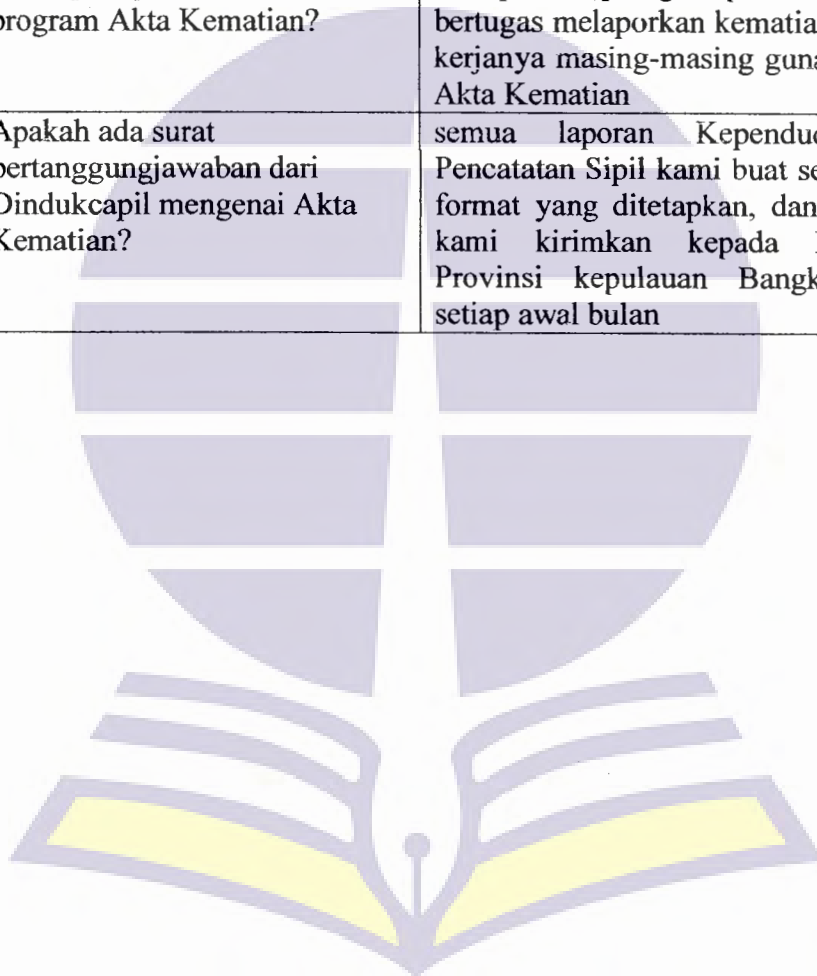 program Akta Kematian?
bertugas melaporkan kematia
kerjanya masing-masing guna
Akta Kematian
Apakah ada surat
pertanggungjawaban dari
Dindukcapil mengenai Akta
Kematian?
semua laporan Kependu
Pencatatan Sipil kami buat se
format yang ditetapkan, dan
kami kirimkan kepada
Provinsi kepulauan Bangk
setiap awal bulan